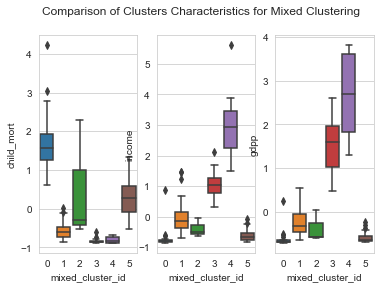 Comparison of Clusters Characteristics for Mixed Clustering
child_mort
4
3
2
1
0
−1
0 1 2 3 4 5
mixed_cluster_id
income
5
4
3
2
1
0
−1
0 1 2 3 4 5
mixed_cluster_id
gdpp
4
3
2
1
0
0 1 2 3 4 5
mixed_cluster_id